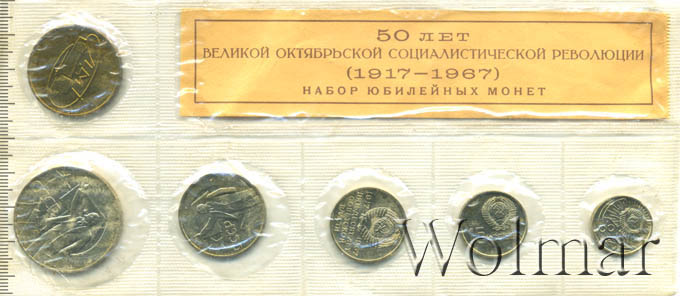 50 ЛЕТ
ВЕЛИКОЙ ОКТЯБРЬСКОЙ СОЦИАЛИСТИЧЕСКОЙ РЕВОЛЮЦИИ
(1917—1967)
НАБОР ЮБИЛЕЙНЫХ МОНЕТ
Wolmar